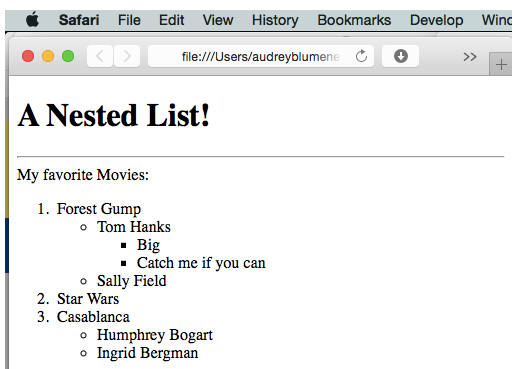 Safari File Edit View History Bookmarks Develop Wind
file:///Users/audreyblumene
A Nested List!
My favorite Movies:
1. Forest Gump
Tom Hanks
Big
Catch me if you can
Sally Field
2. Star Wars
3. Casablanca
Humphrey Bogart
Ingrid Bergman